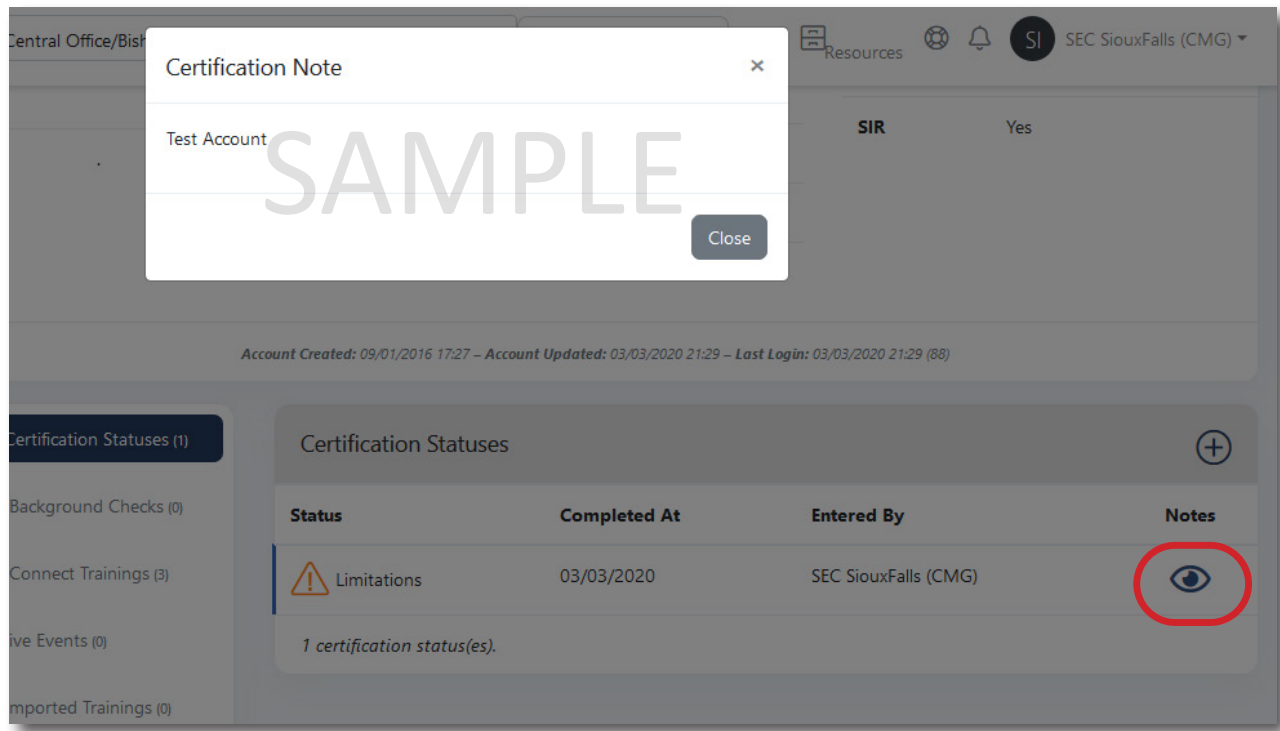 Central Office/Bish
Resources
SI
SEC SiouxFalls (CMG)
Certification Note
×
Test Account
SAMPLE
Close
SIR Yes
Account Created: 09/01/2016 17:27 – Account Updated: 03/03/2020 21:29 – Last Login: 03/03/2020 21:29 (88)
Certification Statuses (1)
Background Checks (0)
Connect Trainings (3)
ive Events (0)
mported Trainings (0)
Certification Statuses
Status Completed At Entered By Notes
Limitations 03/03/2020 SEC SiouxFalls (CMG)
1 certification status(es).